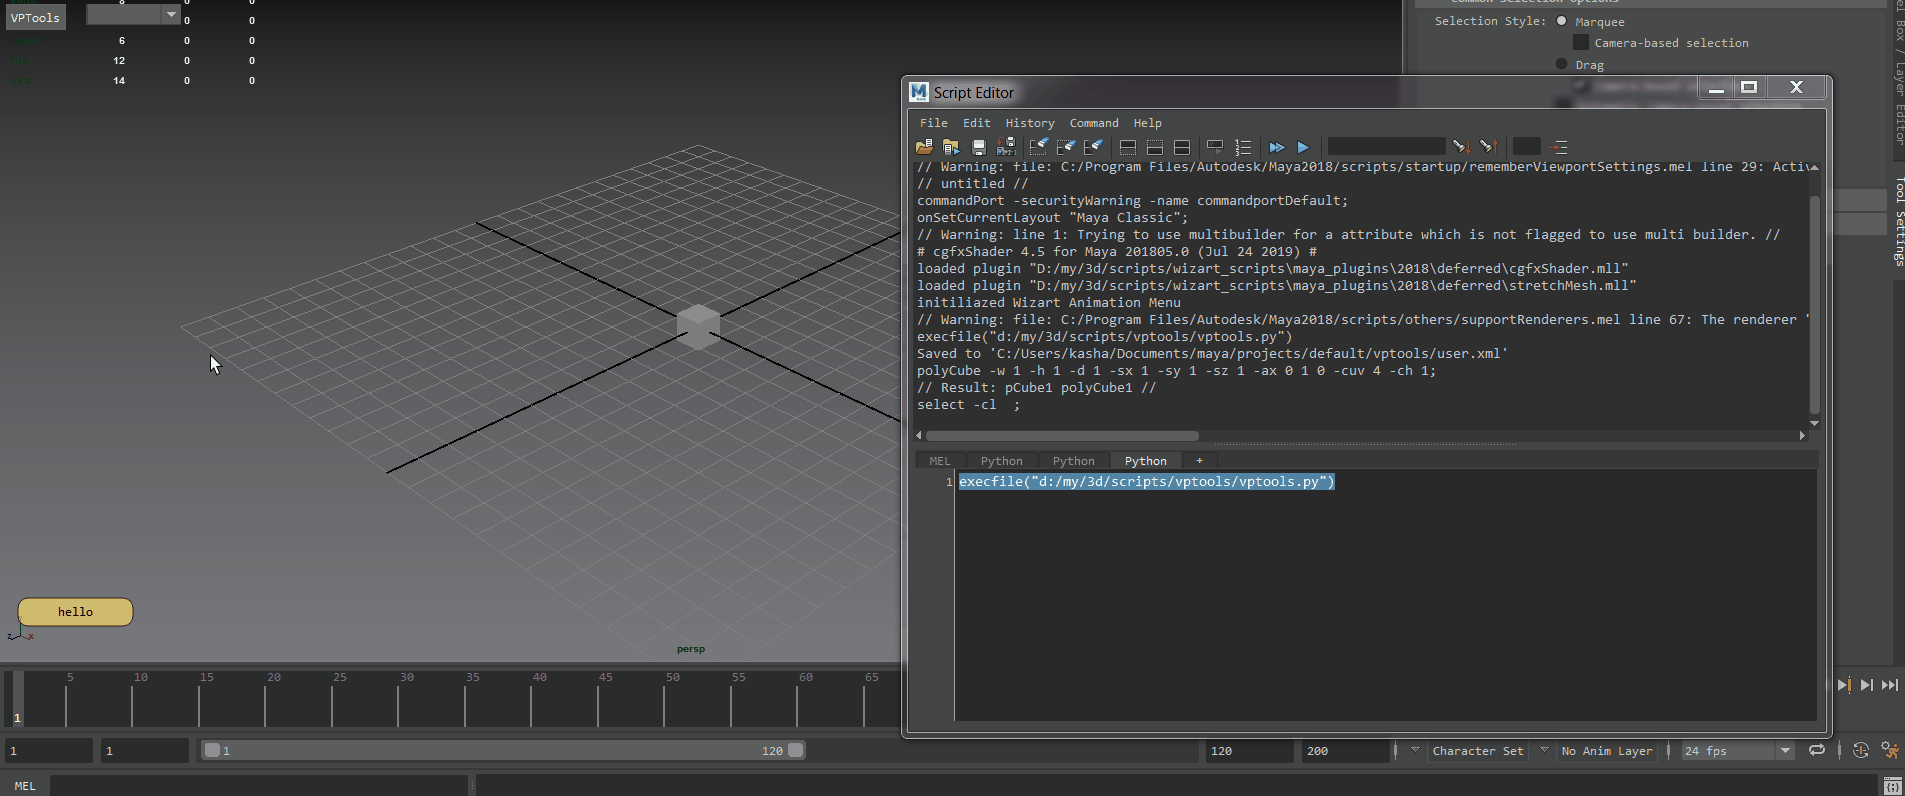 VPTools
8 0 0
0 0
6 0 0
12 0 0
UVs: 14 0 0
Common Selection Options
Selection Style: Marquee
Camera-based selection
Drag
Script Editor
File Edit History Command Help
// Warning: file: C:/Program Files/Autodesk/Maya2018/scripts/startup/rememberViewportSettings.mel line 29: Activ
// untitled //
commandPort -securityWarning -name commandportDefault;
onSetCurrentLayout "Maya Classic";
// Warning: line 1: Trying to use multibuilder for a attribute which is not flagged to use multi builder. //
# cgfxShader 4.5 for Maya 201805.0 (Jul 24 2019) #
loaded plugin "D:/my/3d/scripts/wizart_scripts\maya_plugins\2018\deferred\cgfxShader.mll"
loaded plugin "D:/my/3d/scripts/wizart_scripts\maya_plugins\2018\deferred\stretchMesh.mll"
initiliazed Wizart Animation Menu
// Warning: file: C:/Program Files/Autodesk/Maya2018/scripts/others/supportRenderers.mel line 67: The renderer "
execfile("d:/my/3d/scripts/vptools/vptools.py")
Saved to 'C:/Users/kasha/Documents/maya/projects/default/vptools/user.xml'
polyCube -w 1 -h 1 -d 1 -sx 1 -sy 1 -sz 1 -ax 0 1 0 -cuv 4 -ch 1;
// Result: pCube1 polyCube1 //
select -cl  ;
MEL Python Python Python +
1 execfile("d:/my/3d/scripts/vptools/vptools.py")
el Box / Layer Editor
Tool Settings
hello
z x
persp
5 10 15 20 25 30 35 40 45 50 55 60 65
1
1 1 1 120 120 200 Character Set No Anim Layer 24 fps
MEL